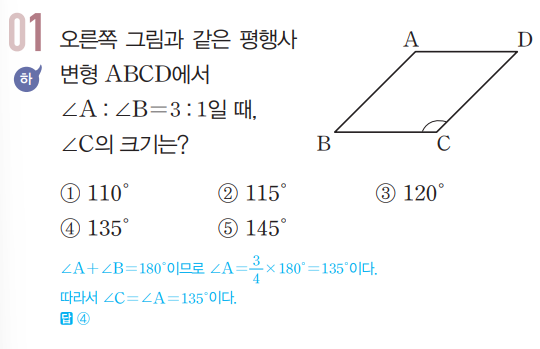 01
하
오른쪽 그림과 같은 평행사
변형 ABCD에서
∠A : ∠B=3 : 1일 때,
∠C의 크기는?
A
D
B
C
① 110°
② 115°
③ 120°
④ 135°
⑤ 145°
∠A+∠B=180°이므로 ∠A=3/4×180°=135°이다.
따라서 ∠C=∠A=135°이다.
답 ④